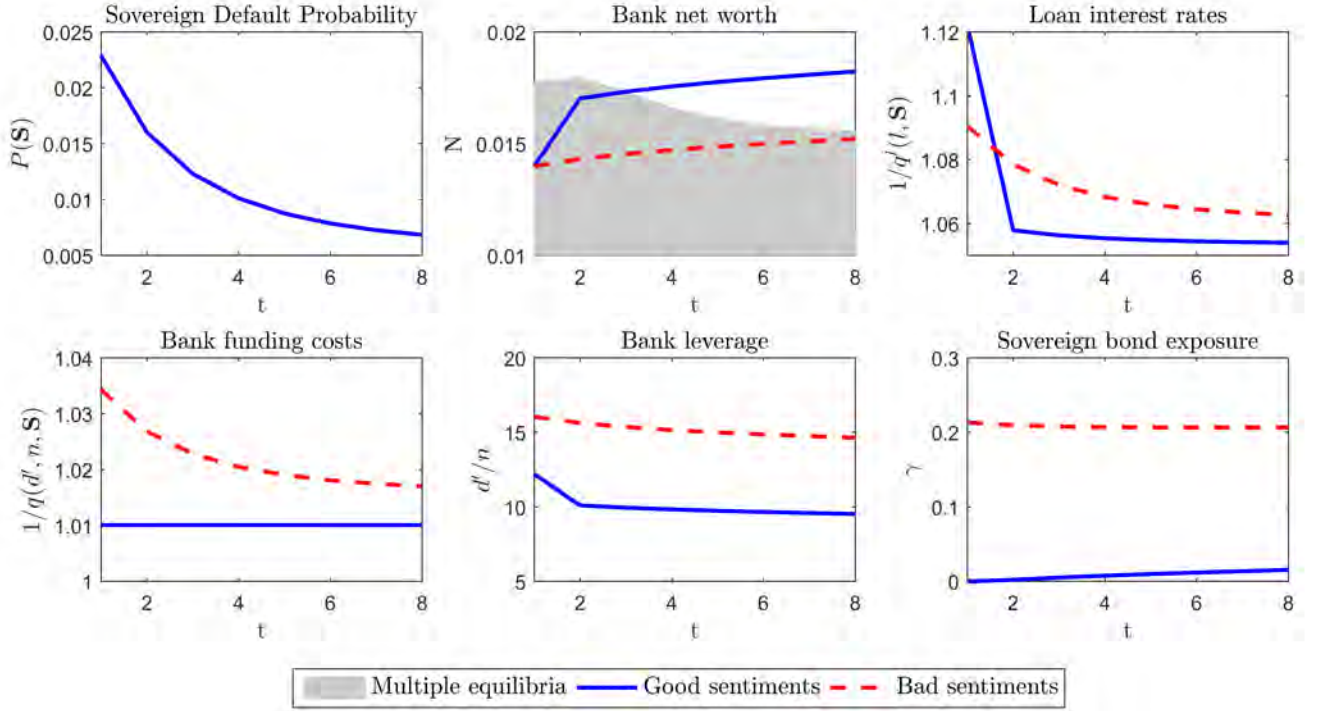 Sovereign Default Probability
0.025
0.02
0.015
0.01
0.005
P(S)
2 4 6 8
t
Bank net worth
0.02
0.015
0.01
N
2 4 6 8
t
Loan interest rates
1.12
1.1
1.08
1.06
1/q^l(l, S)
2 4 6 8
t
Bank funding costs
1.04
1.03
1.02
1.01
1
1/q(d′, n, S)
2 4 6 8
t
Bank leverage
20
15
10
5
d′/n
2 4 6 8
t
Sovereign bond exposure
0.3
0.2
0.1
0
γ
2 4 6 8
t
Multiple equilibria Good sentiments Bad sentiments